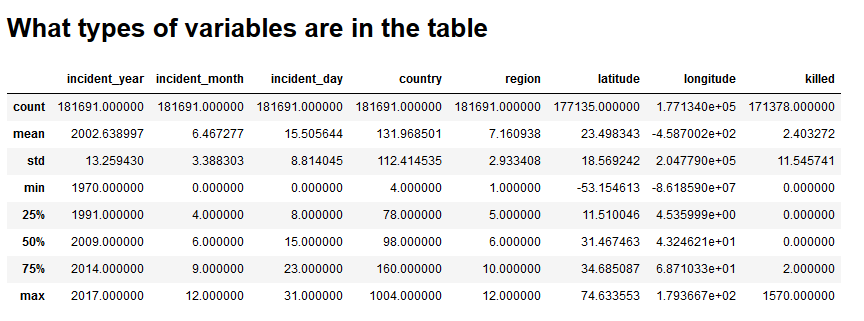 What types of variables are in the table
incident_year incident_month incident_day country region latitude longitude killed
count 181691.000000 181691.000000 181691.000000 181691.000000 181691.000000 177135.000000 1.771340e+05 171378.000000
mean 2002.638997 6.467277 15.505644 131.968501 7.160938 23.498343 -4.587002e+02 2.403272
std 13.259430 3.388303 8.814045 112.414535 2.933408 18.569242 2.047790e+05 11.545741
min 1970.000000 0.000000 0.000000 4.000000 1.000000 -53.154613 -8.618590e+07 0.000000
25% 1991.000000 4.000000 8.000000 78.000000 5.000000 11.510046 4.535999e+00 0.000000
50% 2009.000000 6.000000 15.000000 98.000000 6.000000 31.467463 4.324621e+01 0.000000
75% 2014.000000 9.000000 23.000000 160.000000 10.000000 34.685087 6.871033e+01 2.000000
max 2017.000000 12.000000 31.000000 1004.000000 12.000000 74.633553 1.793667e+02 1570.000000